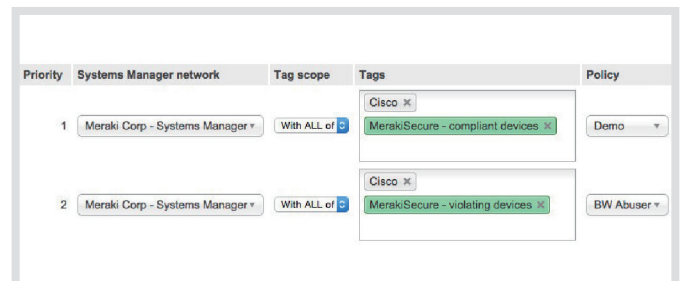 Priority Systems Manager network Tag scope Tags Policy
Cisco ×
1 Meraki Corp - Systems Manager With ALL of MerakiSecure - compliant devices × Demo
Cisco ×
2 Meraki Corp - Systems Manager With ALL of MerakiSecure - violating devices × BW Abuser